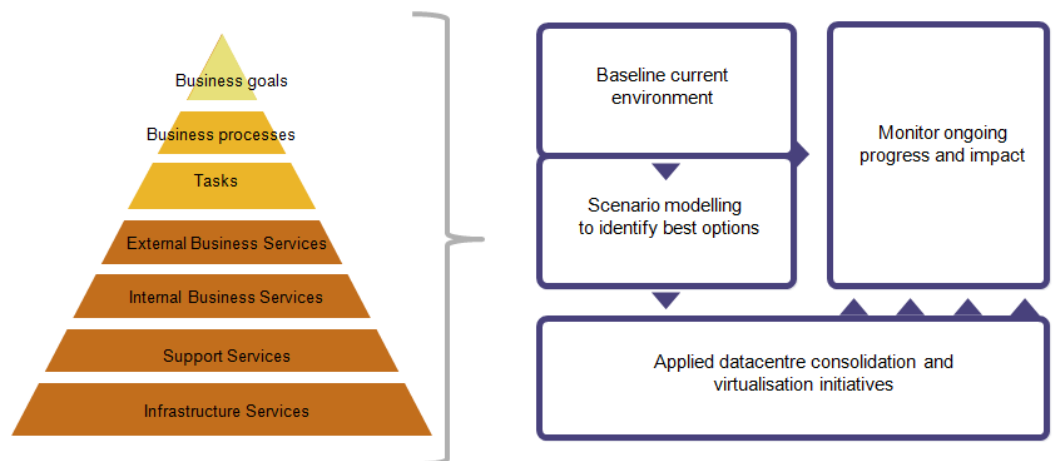 Business goals
Business processes
Tasks
External Business Services
Internal Business Services
Support Services
Infrastructure Services
Baseline current
environment
Scenario modelling
to identify best options
Monitor ongoing
progress and impact
Applied datacentre consolidation and
virtualisation initiatives